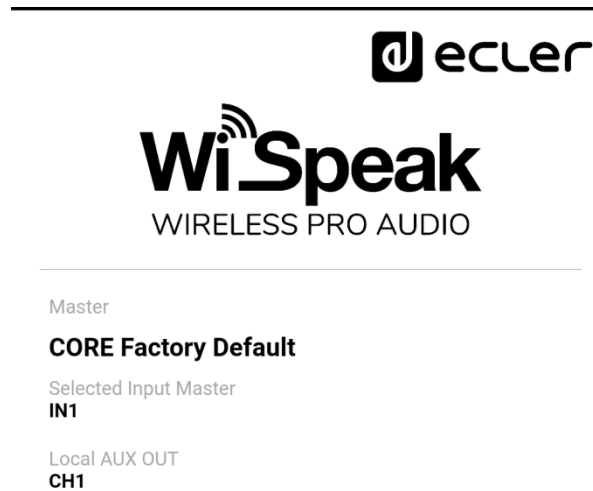 ecler
WiSpeak
WIRELESS PRO AUDIO
Master
CORE Factory Default
Selected Input Master
IN1
Local AUX OUT
CH1